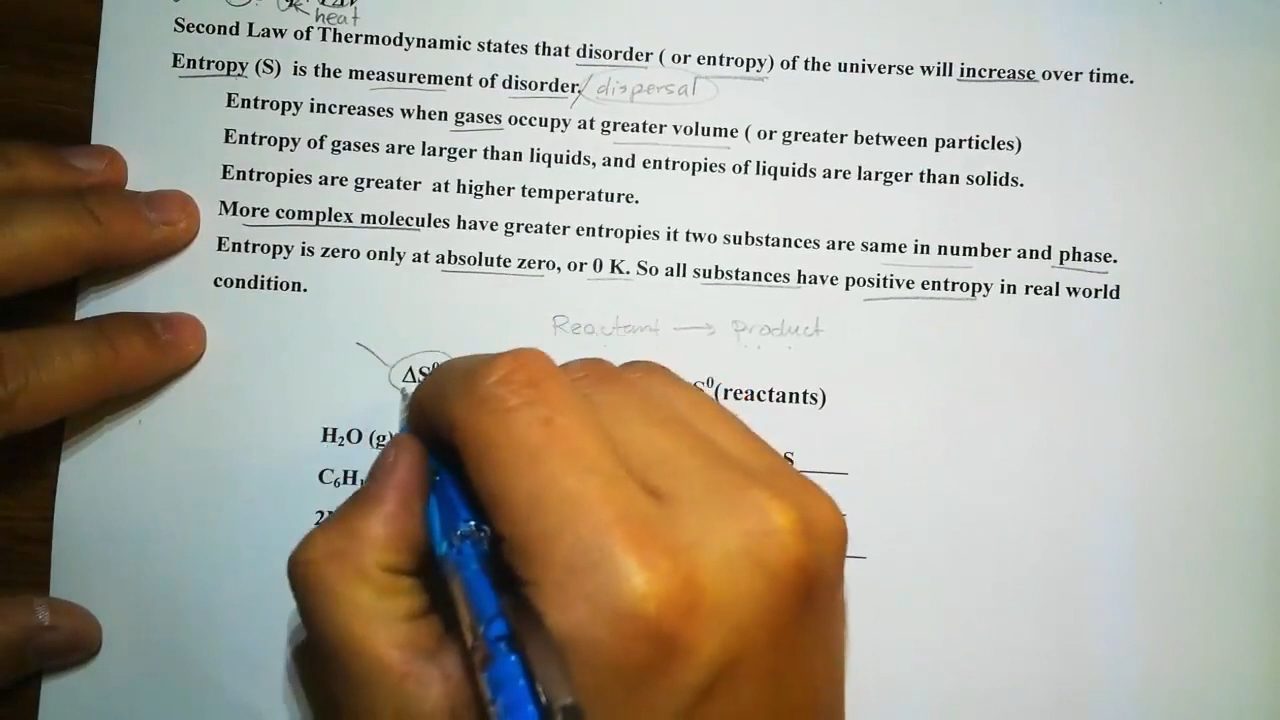 heat
Second Law of Thermodynamic states that disorder ( or entropy) of the universe will increase over time.
Entropy (S) is the measurement of disorder. / dispersal
Entropy increases when gases occupy at greater volume ( or greater between particles)
Entropy of gases are larger than liquids, and entropies of liquids are larger than solids.
Entropies are greater at higher temperature.
More complex molecules have greater entropies it two substances are same in number and phase.
Entropy is zero only at absolute zero, or 0 K. So all substances have positive entropy in real world
condition.
Reactant → product
ΔS⁰ S⁰(reactants)
H₂O (g) S
C₆H
2